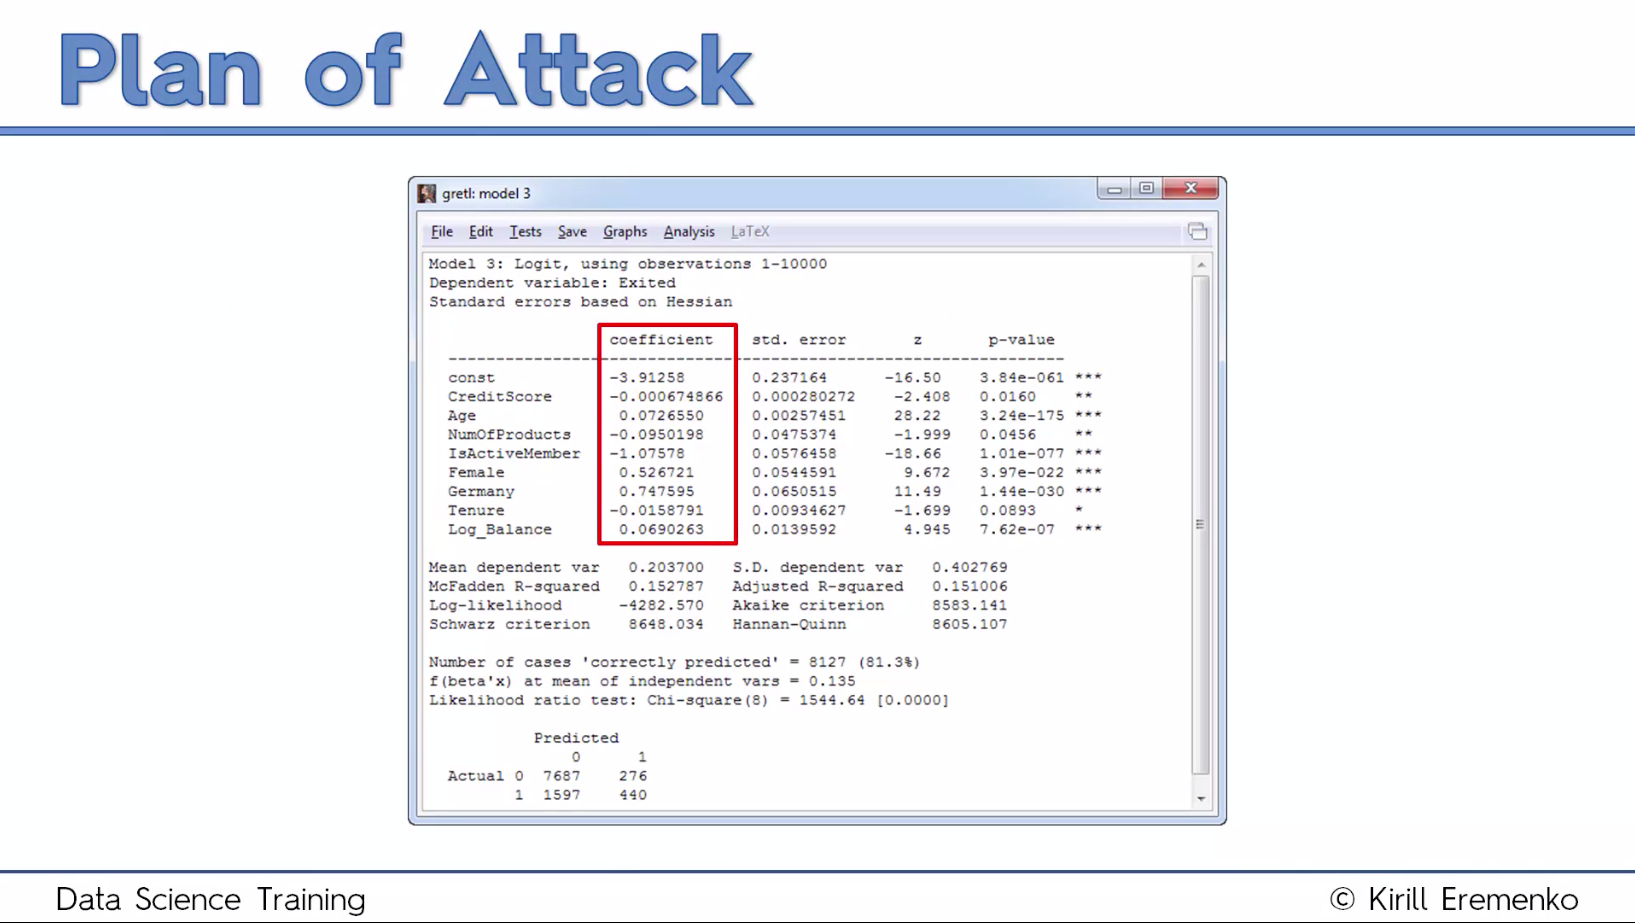 Plan of Attack
gretl: model 3
File Edit Tests Save Graphs Analysis LaTeX
Model 3: Logit, using observations 1-10000
Dependent variable: Exited
Standard errors based on Hessian
coefficient std. error z p-value
const -3.91258 0.237164 -16.50 3.84e-061 ***
CreditScore -0.000674866 0.000280272 -2.408 0.0160 **
Age 0.0726550 0.00257451 28.22 3.24e-175 ***
NumOfProducts -0.0950198 0.0475374 -1.999 0.0456 **
IsActiveMember -1.07578 0.0576458 -18.66 1.01e-077 ***
Female 0.526721 0.0544591 9.672 3.97e-022 ***
Germany 0.747595 0.0650515 11.49 1.44e-030 ***
Tenure -0.0158791 0.00934627 -1.699 0.0893 *
Log_Balance 0.0690263 0.0139592 4.945 7.62e-07 ***
Mean dependent var 0.203700 S.D. dependent var 0.402769
McFadden R-squared 0.152787 Adjusted R-squared 0.151006
Log-likelihood -4282.570 Akaike criterion 8583.141
Schwarz criterion 8648.034 Hannan-Quinn 8605.107
Number of cases 'correctly predicted' = 8127 (81.3%)
f(beta'x) at mean of independent vars = 0.135
Likelihood ratio test: Chi-square(8) = 1544.64 [0.0000]
Predicted
0 1
Actual 0 7687 276
1 1597 440
Data Science Training
© Kirill Eremenko